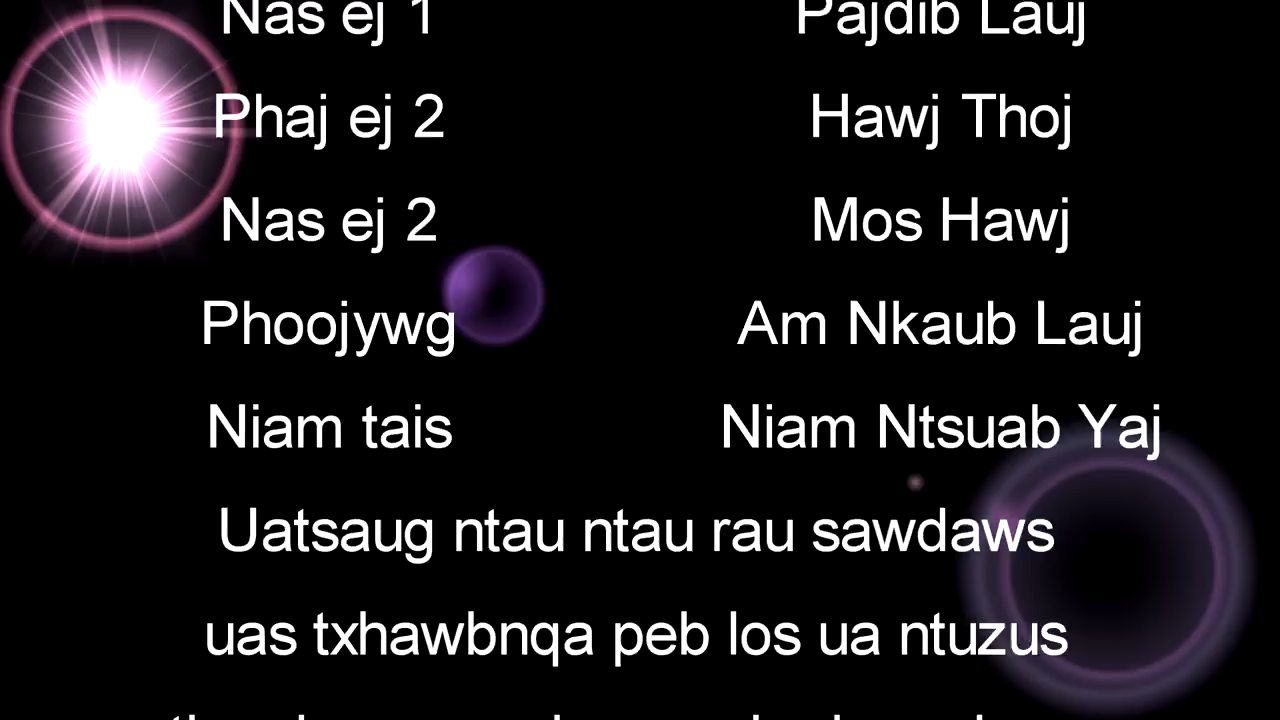 Nas ej 1 Pajdib Lauj
Phaj ej 2 Hawj Thoj
Nas ej 2 Mos Hawj
Phoojywg Am Nkaub Lauj
Niam tais Niam Ntsuab Yaj
Uatsaug ntau ntau rau sawdaws
uas txhawbnqa peb los ua ntuzus